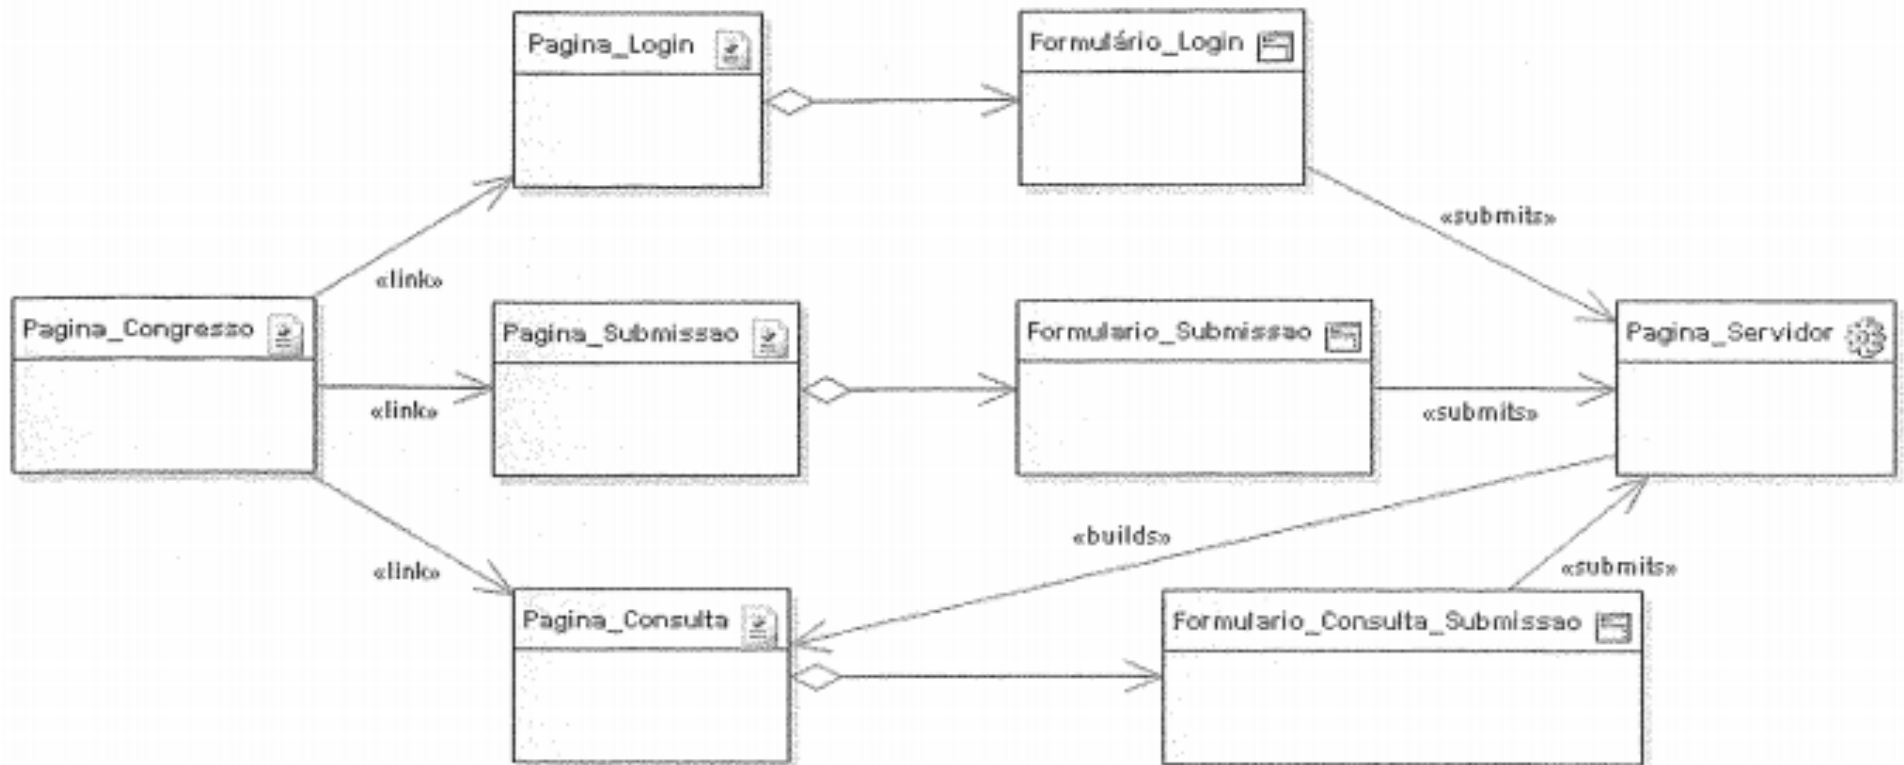 Pagina_Login
Formulário_Login
«submits»
«link»
Pagina_Congresso
Pagina_Submissao
Formulario_Submissao
Pagina_Servidor
«link»
«submits»
«builds»
«link»
«submits»
Pagina_Consulta
Formulario_Consulta_Submissao